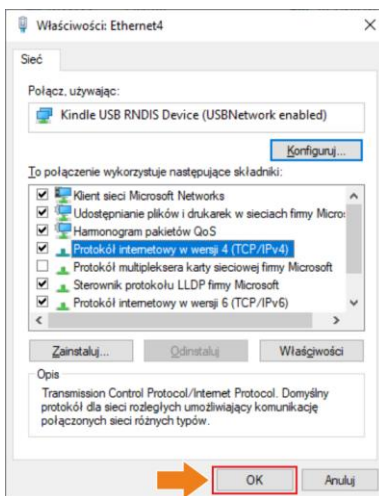 Właściwości: Ethernet4
Sieć
Połącz, używając:
Kindle USB RNDIS Device (USBNetwork enabled)
Konfiguruj...
To połączenie wykorzystuje następujące składniki:
Klient sieci Microsoft Networks
Udostępnianie plików i drukarek w sieciach firmy Micro
Harmonogram pakietów QoS
Protokół internetowy w wersji 4 (TCP/IPv4)
Protokół multipleksera karty sieciowej firmy Microsoft
Sterownik protokołu LLDP firmy Microsoft
Protokół internetowy w wersji 6 (TCP/IPv6)
Zainstaluj... Odinstaluj Właściwości
Opis
Transmission Control Protocol/Internet Protocol. Domyślny
protokół dla sieci rozległych umożliwiający komunikację
połączonych sieci różnych typów.
OK Anuluj